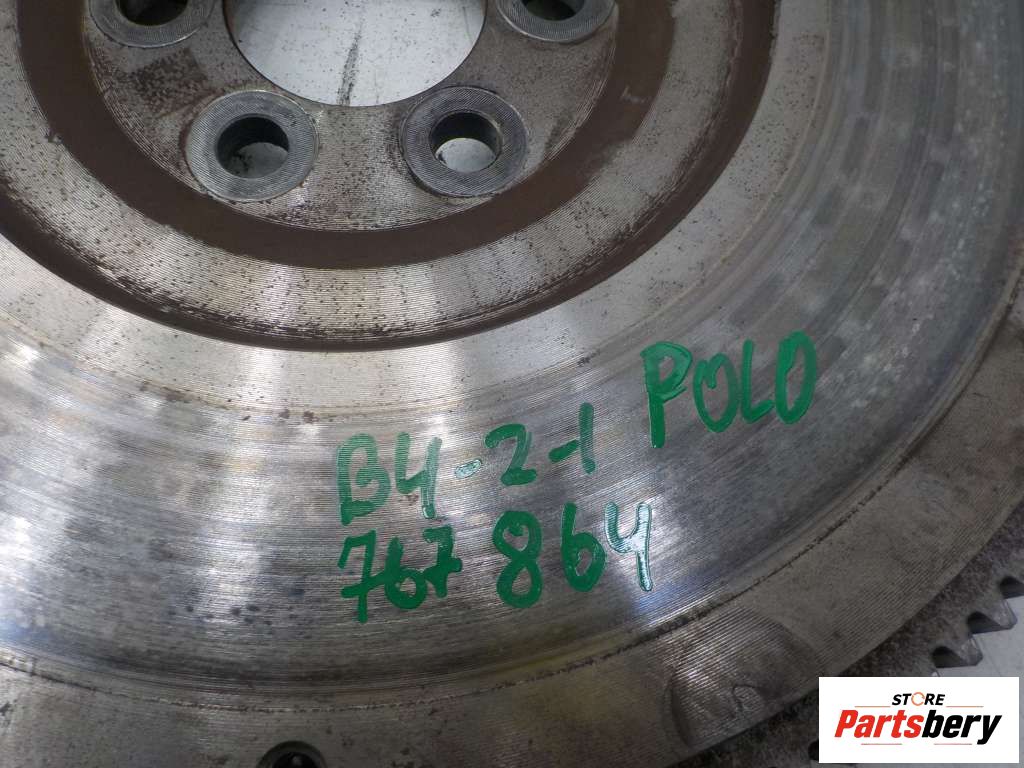 POLO
B4-2-1
767 864
STORE
Partsbery